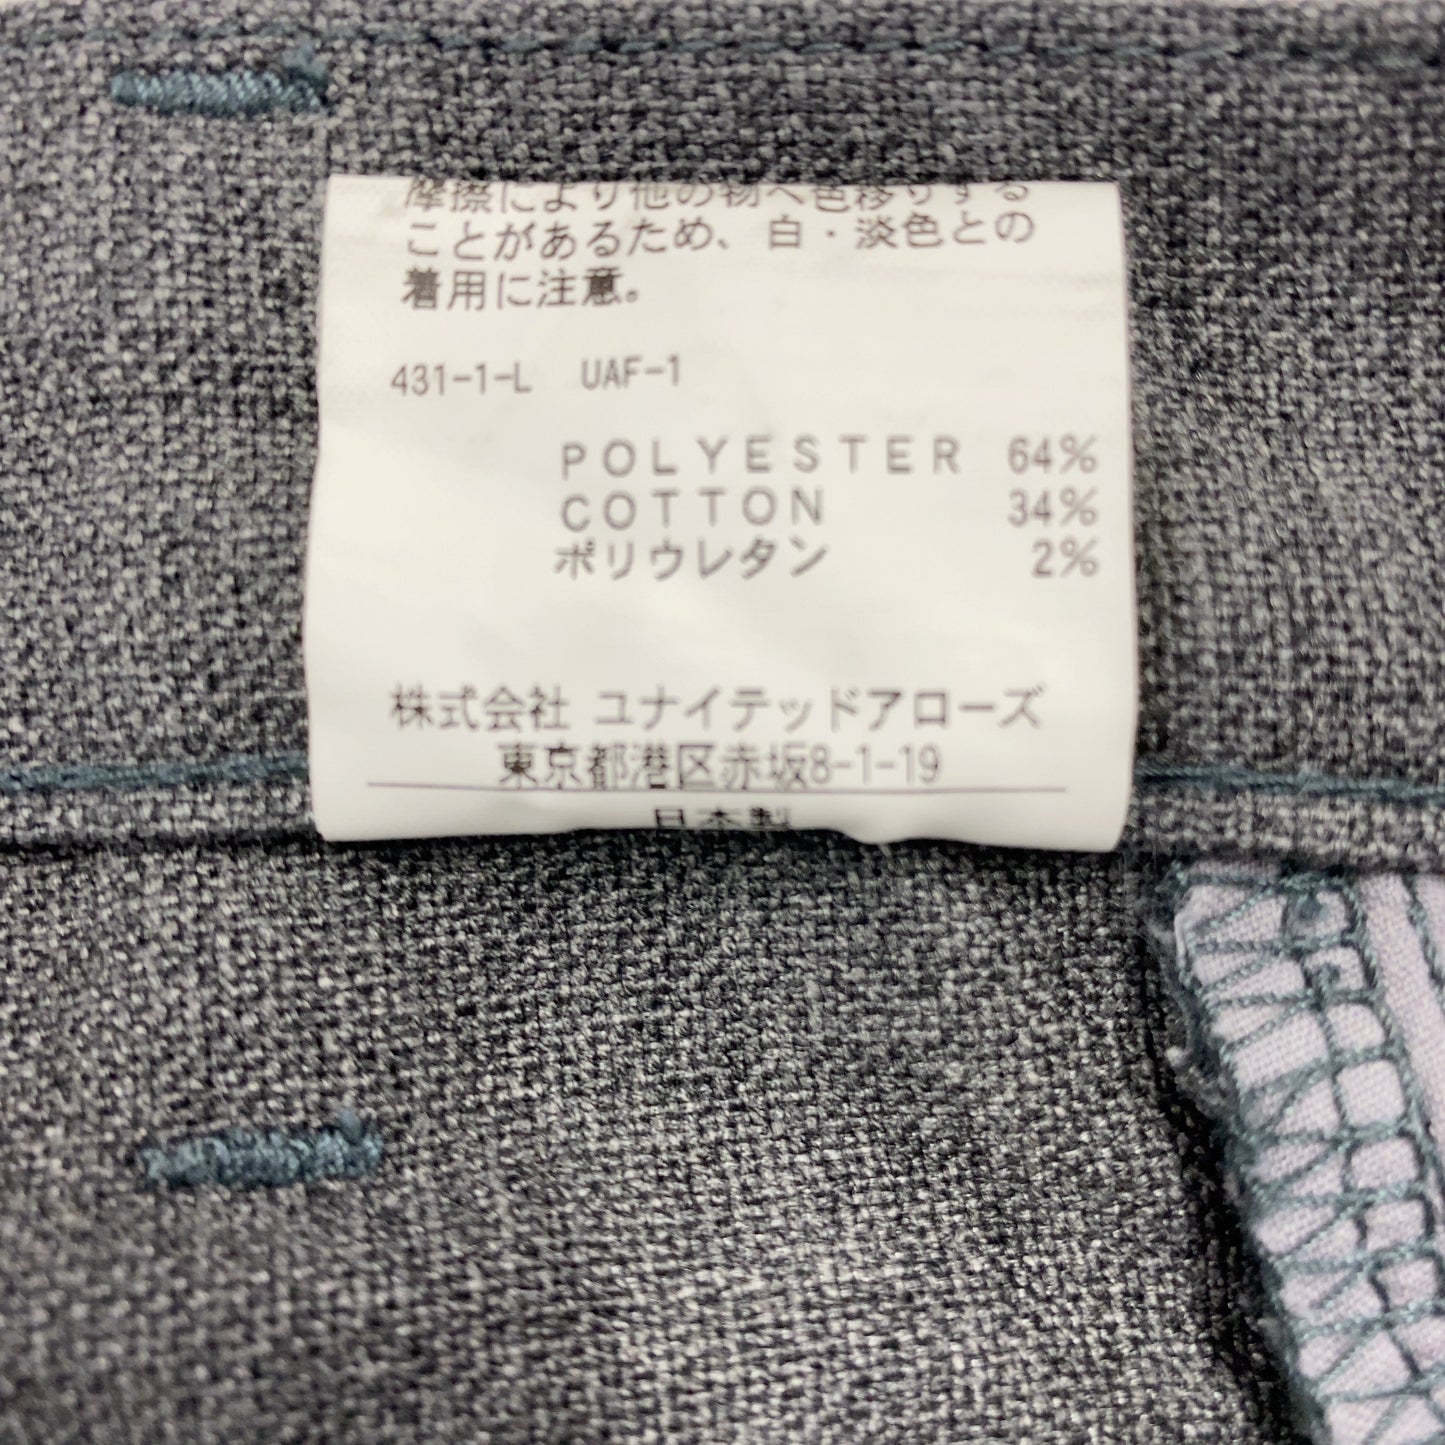 摩擦により他の物へ色移りする
ことがあるため、白・淡色との
着用に注意。
431-1-L UAF-1
POLYESTER 64%
COTTON 34%
ポリウレタン 2%
株式会社 ユナイテッドアローズ
東京都港区赤坂8-1-19
日本製